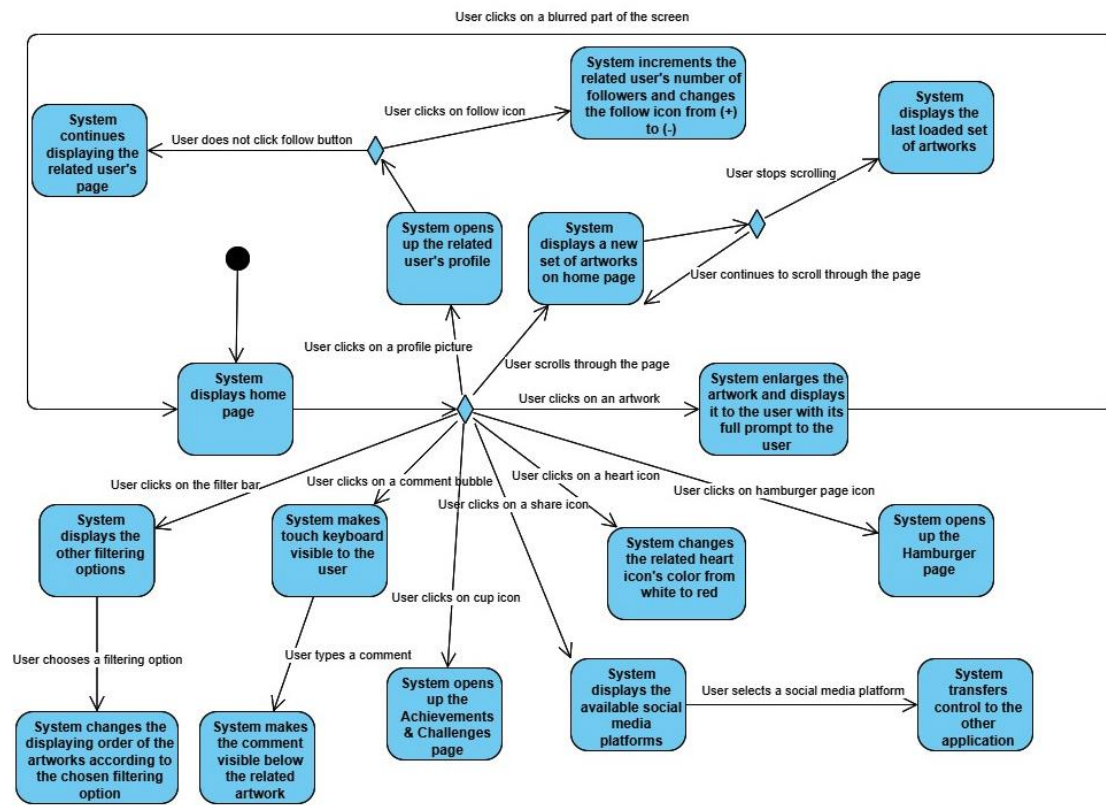 User clicks on a blurred part of the screen
System increments the
related user's number of
followers and changes
the follow icon from (+)
to (-)
System
displays the
last loaded set
of artworks
System
continues
displaying the
related user's
page
User clicks on follow icon
User does not click follow button
User stops scrolling
System opens
up the related
user's profile
System
displays a new
set of artworks
on home page
User continues to scroll through the page
User clicks on a profile picture
User scrolls through the page
System
displays home
page
User clicks on an artwork
System enlarges the
artwork and displays
it to the user with its
full prompt to the
user
User clicks on the filter bar
User clicks on a comment bubble
User clicks on a heart icon
User clicks on a share icon
User clicks on hamburger page icon
System
displays the
other filtering
options
System makes
touch keyboard
visible to the
user
System changes
the related heart
icon's color from
white to red
System opens
up the
Hamburger
page
User clicks on cup icon
User chooses a filtering option
User types a comment
System changes the
displaying order of the
artworks according to
the chosen filtering
option
System makes
the comment
visible below
the related
artwork
System opens
up the
Achievements
& Challenges
page
System
displays the
available social
media
platforms
User selects a social media platform
System
transfers
control to the
other
application